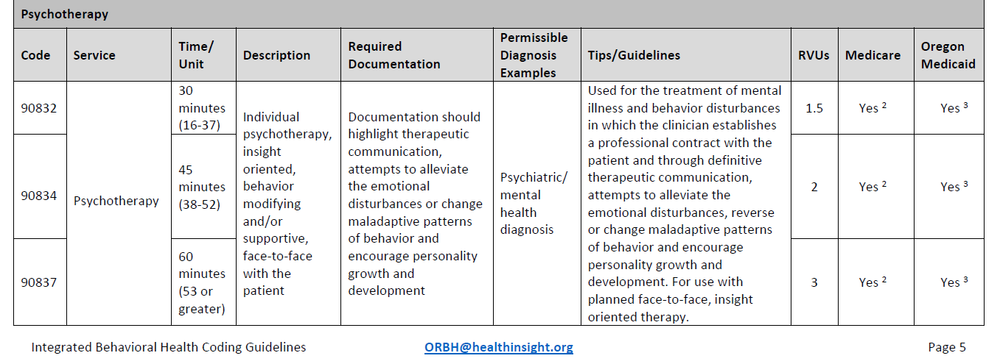 Psychotherapy
Code
Service
Time/
Unit
Description
Required
Documentation
Permissible
Diagnosis
Examples
Tips/Guidelines
RVUs
Medicare
Oregon
Medicaid
90832
90834
90837
Psychotherapy
30
minutes
(16-37)
45
minutes
(38-52)
60
minutes
(53 or
greater)
Individual
psychotherapy,
insight
oriented,
behavior
modifying
and/or
supportive,
face-to-face
with the
patient
Documentation should
highlight therapeutic
communication,
attempts to alleviate
the emotional
disturbances or change
maladaptive patterns
of behavior and
encourage personality
growth and
development
Psychiatric/
mental
health
diagnosis
Used for the treatment of mental
illness and behavior disturbances
in which the clinician establishes
a professional contract with the
patient and through definitive
therapeutic communication,
attempts to alleviate the
emotional disturbances, reverse
or change maladaptive patterns
of behavior and encourage
personality growth and
development. For use with
planned face-to-face, insight
oriented therapy.
1.5
Yes ²
Yes ³
2
Yes ²
Yes ³
3
Yes ²
Yes ³
Integrated Behavioral Health Coding Guidelines
ORBH@healthinsight.org
Page 5